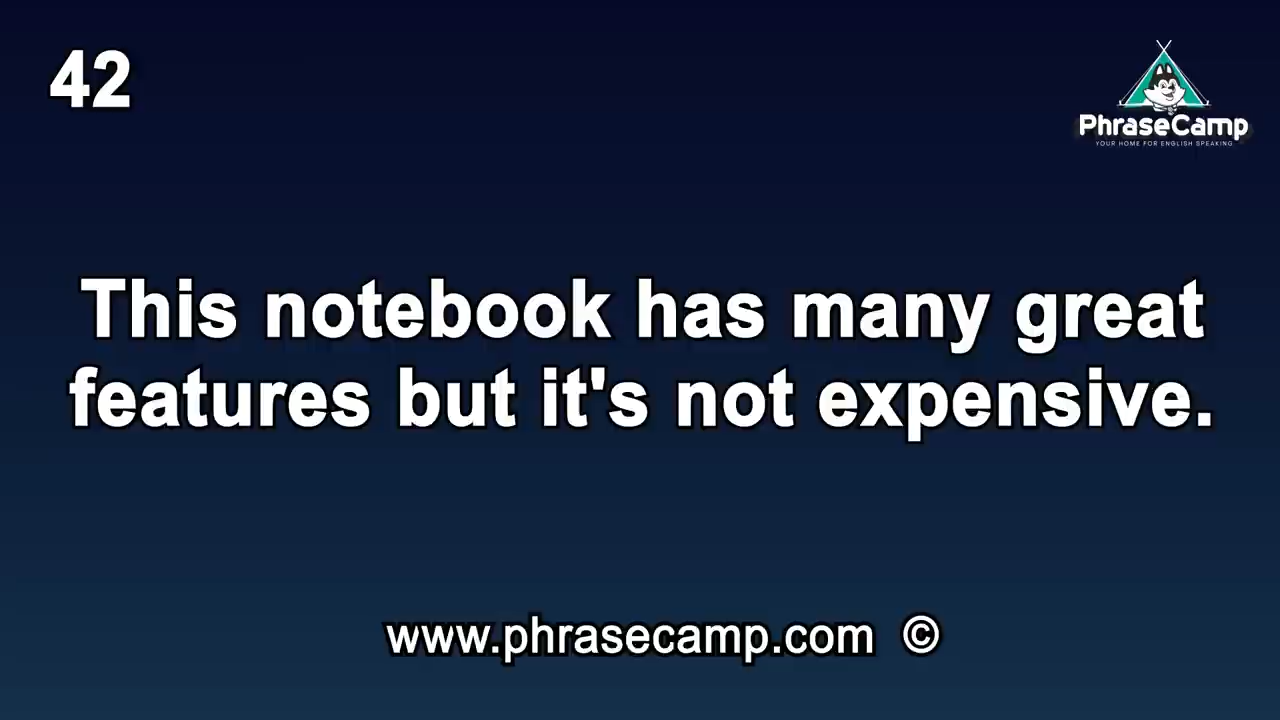 42
PhraseCamp
YOUR HOME FOR ENGLISH SPEAKING
This notebook has many great
features but it's not expensive.
www.phrasecamp.com ©